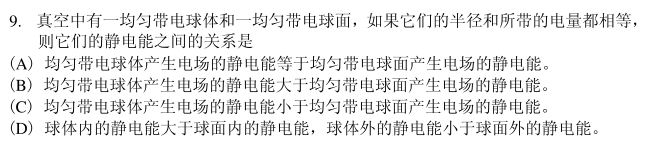 9. 真空中有一均匀带电球体和一均匀带电球面，如果它们的半径和所带的电量都相等，
则它们的静电能之间的关系是
(A) 均匀带电球体产生电场的静电能等于均匀带电球面产生电场的静电能。
(B) 均匀带电球体产生电场的静电能大于均匀带电球面产生电场的静电能。
(C) 均匀带电球体产生电场的静电能小于均匀带电球面产生电场的静电能。
(D) 球体内的静电能大于球面内的静电能，球体外的静电能小于球面外的静电能。